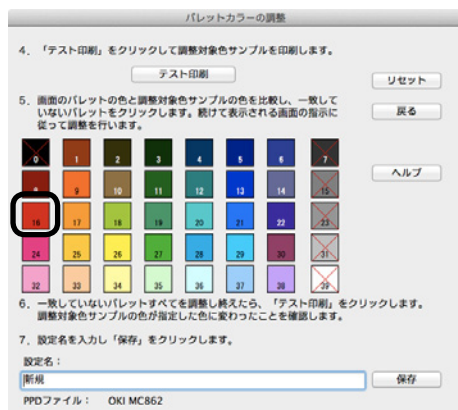 パレットカラーの調整
4. 「テスト印刷」をクリックして調整対象色サンプルを印刷します。
テスト印刷
リセット
5. 画面のパレットの色と調整対象色サンプルの色を比較し、一致して
いないパレットをクリックします。続けて表示される画面の指示に
従って調整を行います。
戻る
ヘルプ
0 1 2 3 4 5 6 7
8 9 10 11 12 13 14 15
16 17 18 19 20 21 22 23
24 25 26 27 28 29 30 31
32 33 34 35 36 37 38 39
6. 一致していないパレットすべてを調整し終えたら、「テスト印刷」をクリックします。
調整対象色サンプルの色が指定した色に変わったことを確認します。
7. 設定名を入力し「保存」をクリックします。
設定名：
新規
保存
PPDファイル： OKI MC862